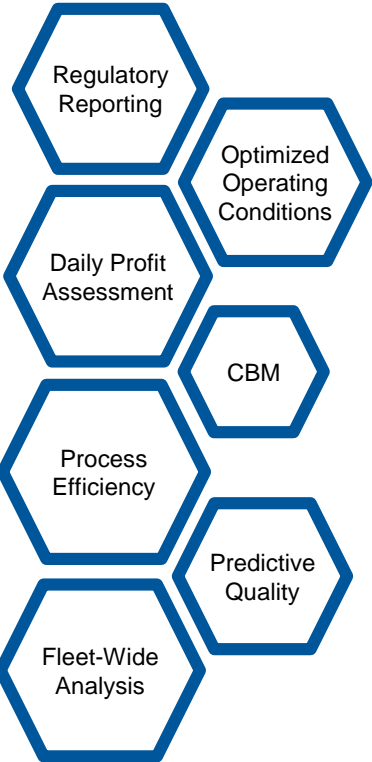 Regulatory
Reporting
Optimized
Operating
Conditions
Daily Profit
Assessment
CBM
Process
Efficiency
Predictive
Quality
Fleet-Wide
Analysis